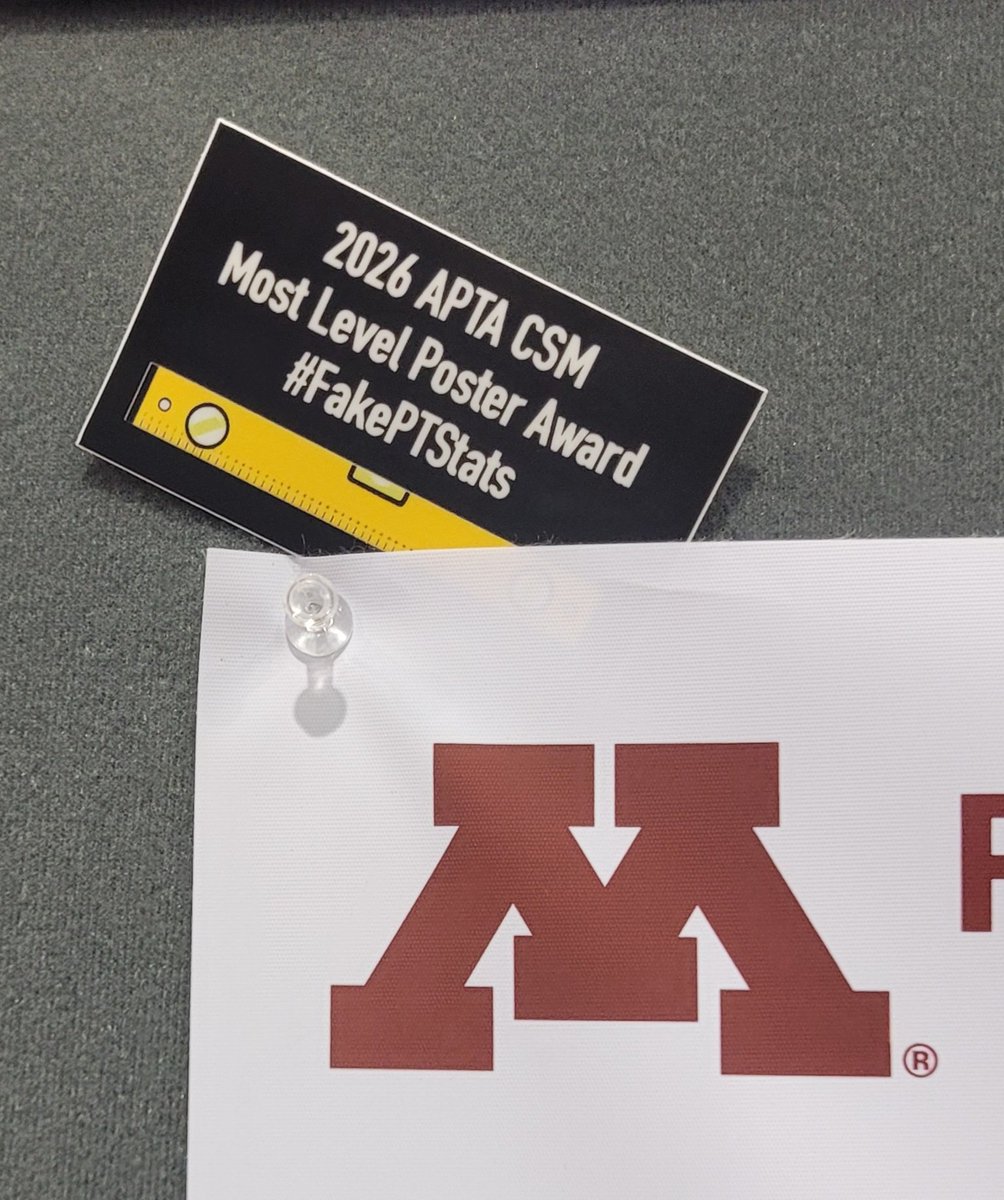 2026 APTA CSM
Most Level Poster Award
#FakePTStats
M
®